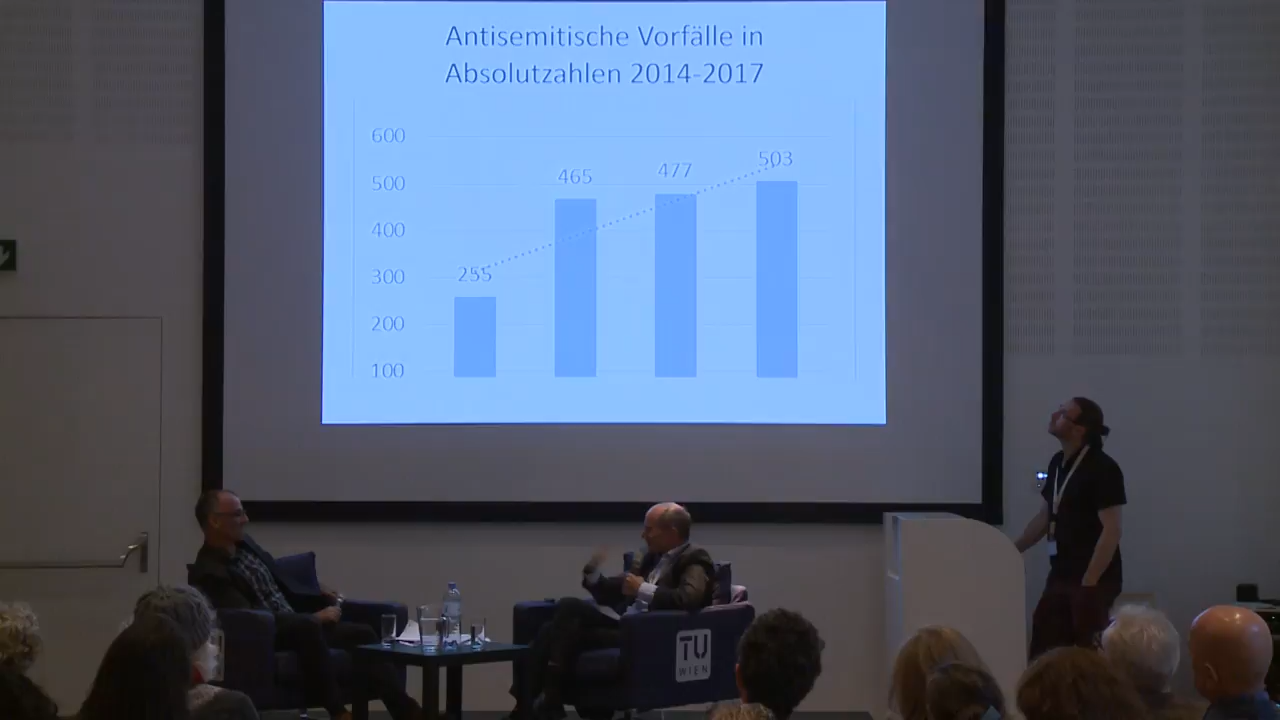 Antisemitische Vorfälle in
Absolutzahlen 2014-2017
600
500
400
300
200
100
255
465
477
503
TU
WIEN